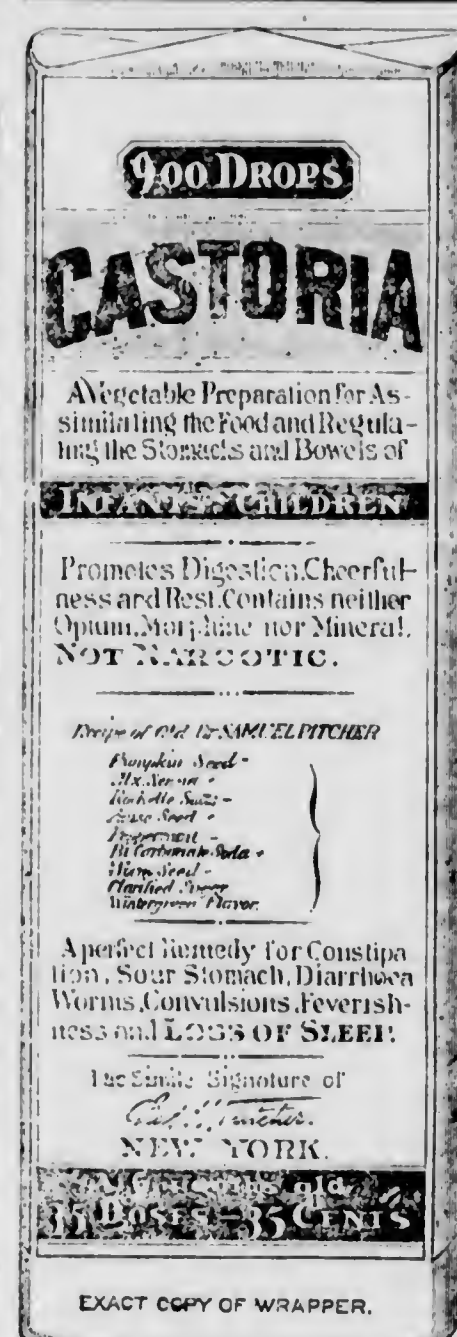 900 DROPS
CASTORIA
A Vegetable Preparation for As-
similating the Food and Regula-
ting the Stomachs and Bowels of
INFANTS CHILDREN
Promotes Digestion, Cheerful-
ness and Rest. Contains neither
Opium, Morphine nor Mineral.
NOT NARCOTIC.
Recipe of Old Dr SAMUEL PITCHER
Pumpkin Seed -
Alx. Senna -
Rochelle Salts -
Anise Seed -
Peppermint -
Bi Carbonate Soda -
Worm Seed -
Clarified Sugar
Wintergreen Flavor.
A perfect Remedy for Constipa
tion, Sour Stomach, Diarrhoea
Worms, Convulsions, Feverish-
ness and LOSS OF SLEEP.
Fac Simile Signature of
NEW YORK.
months old
35 DOSES - 35 CENTS
EXACT COPY OF WRAPPER.